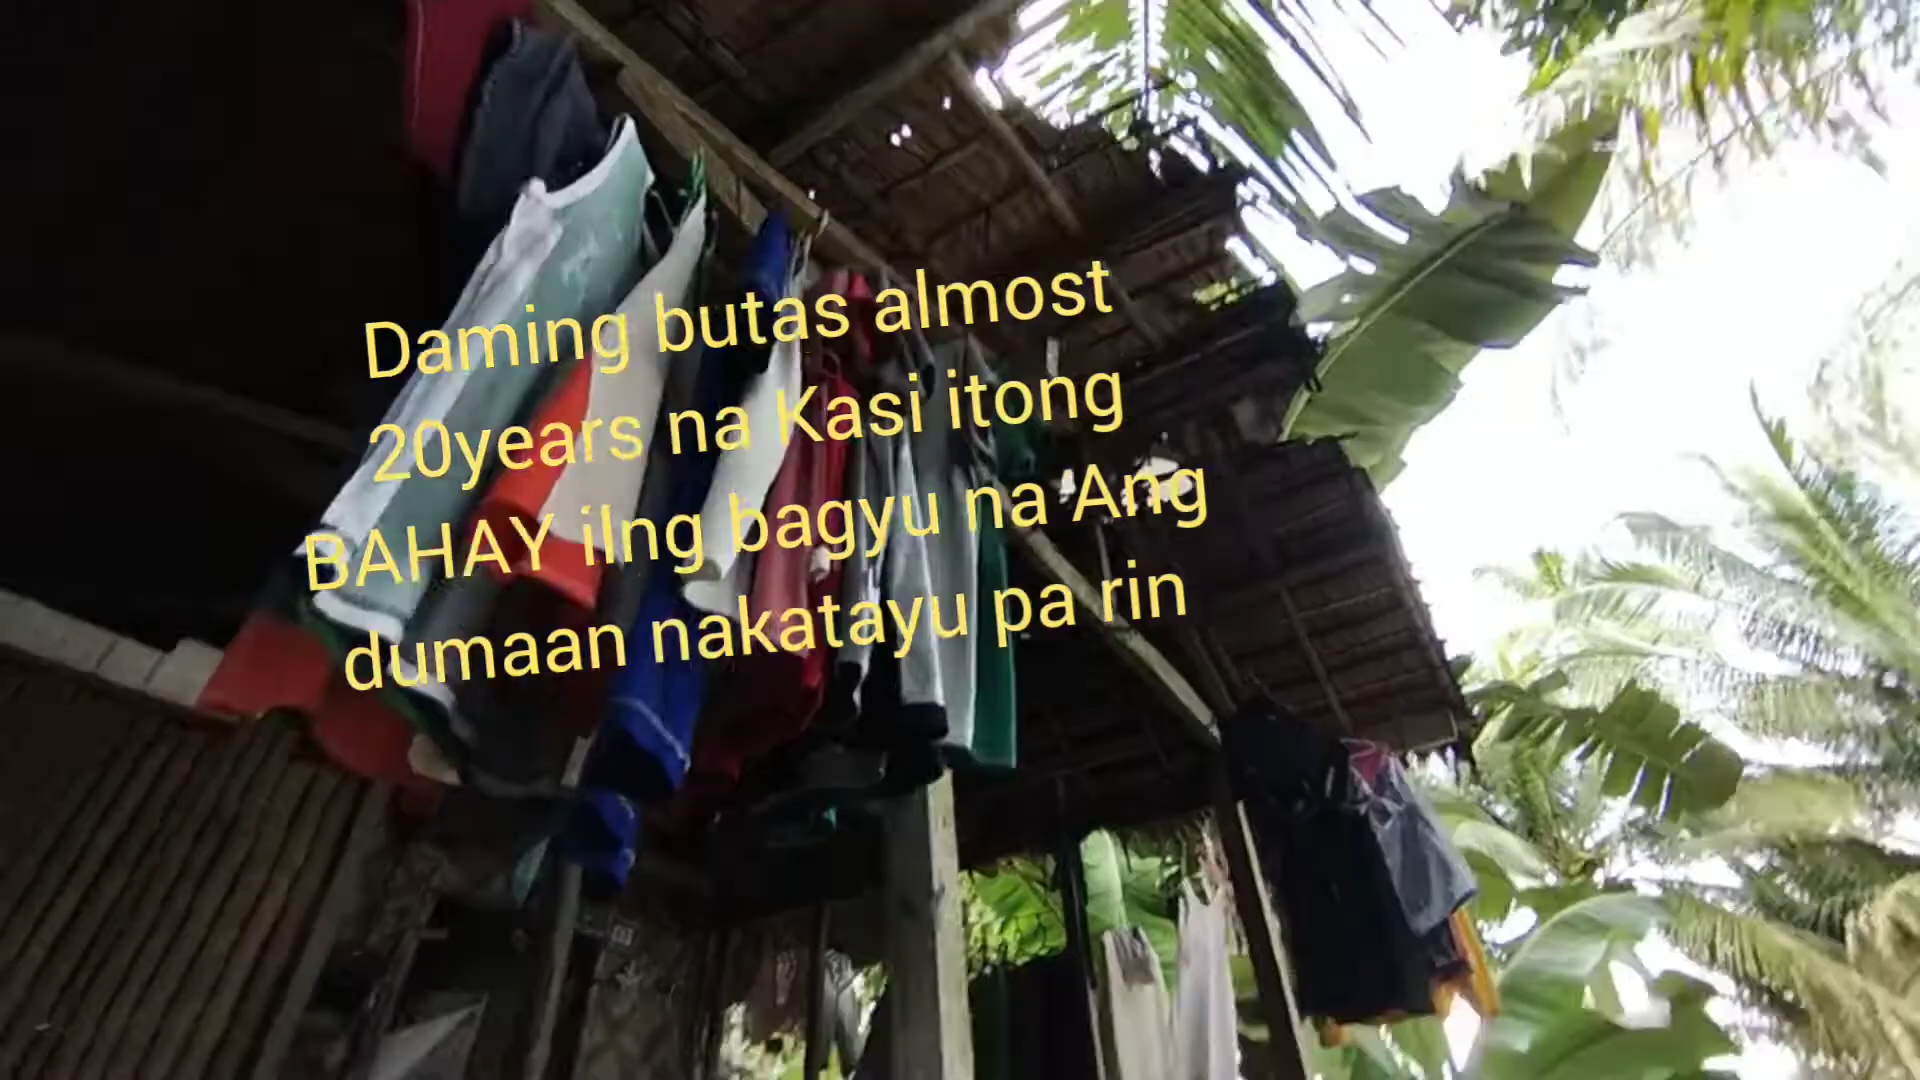 Daming butas almost
20years na Kasi itong
BAHAY ilng bagyu na Ang
dumaan nakatayu pa rin